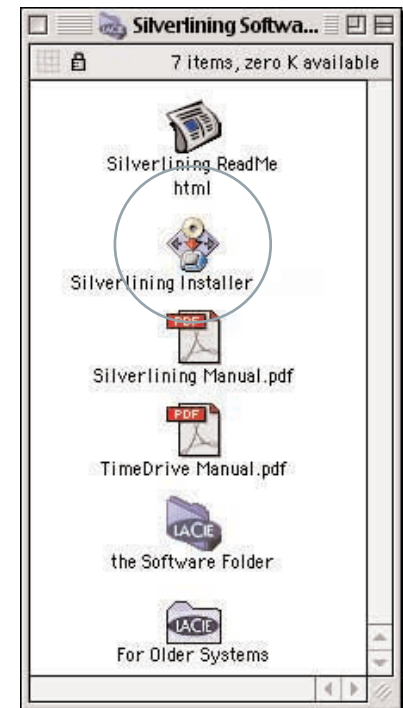 Silverlining Softwa...
7 items, zero K available
Silverlining ReadMe
html
Silverlining Installer
PDF
Silverlining Manual.pdf
PDF
TimeDrive Manual.pdf
LACIE
the Software Folder
LACIE
For Older Systems